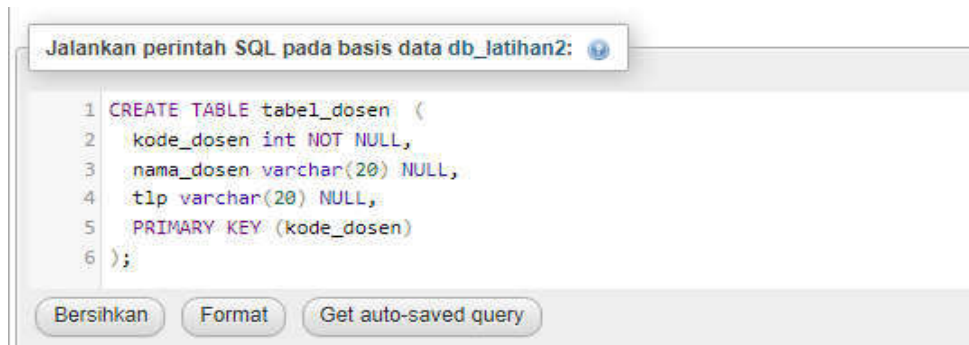 Jalankan perintah SQL pada basis data db_latihan2:
1 CREATE TABLE tabel_dosen (
2 kode_dosen int NOT NULL,
3 nama_dosen varchar(20) NULL,
4 tlp varchar(20) NULL,
5 PRIMARY KEY (kode_dosen)
6 );
Bersihkan Format Get auto-saved query